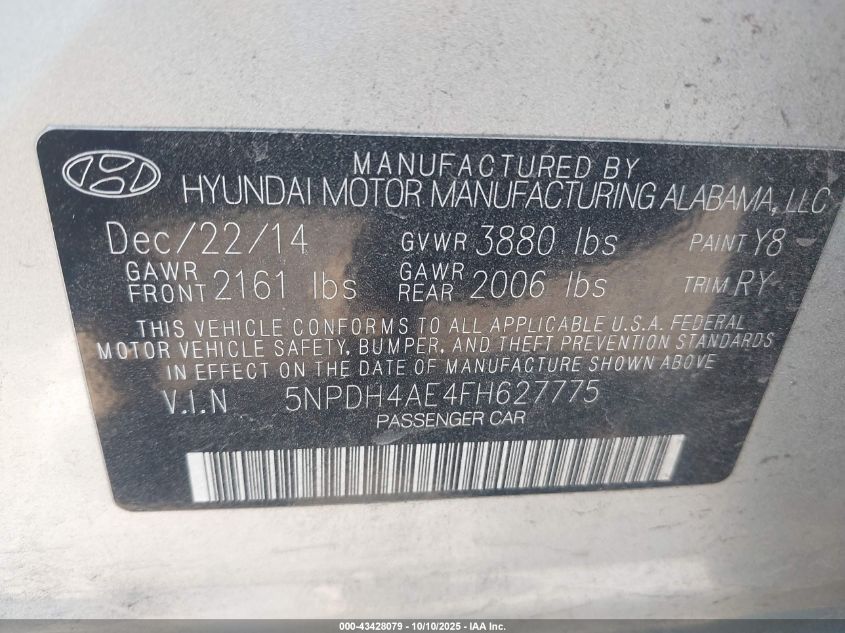 MANUFACTURED BY
HYUNDAI MOTOR MANUFACTURING ALABAMA, LLC
Dec/22/14 GVWR 3880 lbs PAINT Y8
GAWR FRONT 2161 lbs GAWR REAR 2006 lbs TRIM RY
THIS VEHICLE CONFORMS TO ALL APPLICABLE U.S.A. FEDERAL
MOTOR VEHICLE SAFETY, BUMPER, AND THEFT PREVENTION STANDARDS
IN EFFECT ON THE DATE OF MANUFACTURE SHOWN ABOVE
V.I.N 5NPDH4AE4FH627775
PASSENGER CAR
000-43428079 - 10/10/2025 - IAA Inc.